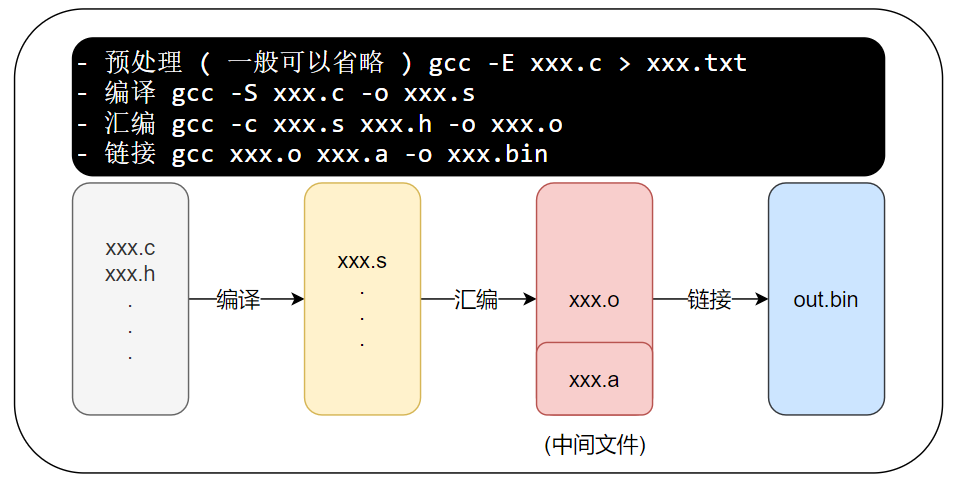 - 预处理 ( 一般可以省略 ) gcc -E xxx.c > xxx.txt
- 编译 gcc -S xxx.c -o xxx.s
- 汇编 gcc -c xxx.s xxx.h -o xxx.o
- 链接 gcc xxx.o xxx.a -o xxx.bin
xxx.c
xxx.h
.
.
.
编译
xxx.s
.
.
.
汇编
xxx.o
xxx.a
(中间文件)
链接
out.bin